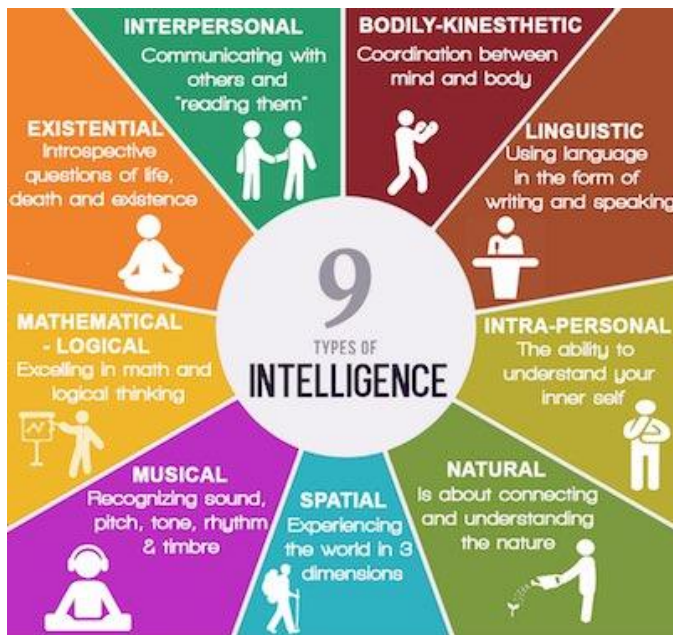 INTERPERSONAL
Communicating with
others and
"reading them"
BODILY-KINESTHETIC
Coordination between
mind and body
EXISTENTIAL
Introspective
questions of life,
death and existence
LINGUISTIC
Using language
in the form of
writing and speaking
9
TYPES OF
INTELLIGENCE
MATHEMATICAL
- LOGICAL
Excelling in math and
logical thinking
INTRA-PERSONAL
The ability to
understand your
inner self
MUSICAL
Recognizing sound,
pitch, tone, rhythm
& timbre
SPATIAL
Experiencing
the world in 3
dimensions
NATURAL
Is about connecting
and understanding
the nature